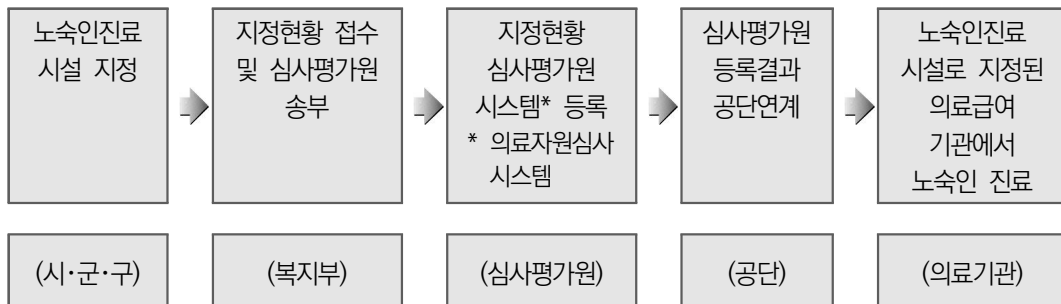 노숙인진료
시설 지정
지정현황 접수
및 심사평가원
송부
지정현황
심사평가원
시스템* 등록
* 의료자원심사
시스템
심사평가원
등록결과
공단연계
노숙인진료
시설로 지정된
의료급여
기관에서
노숙인 진료
(시·군·구)
(복지부)
(심사평가원)
(공단)
(의료기관)